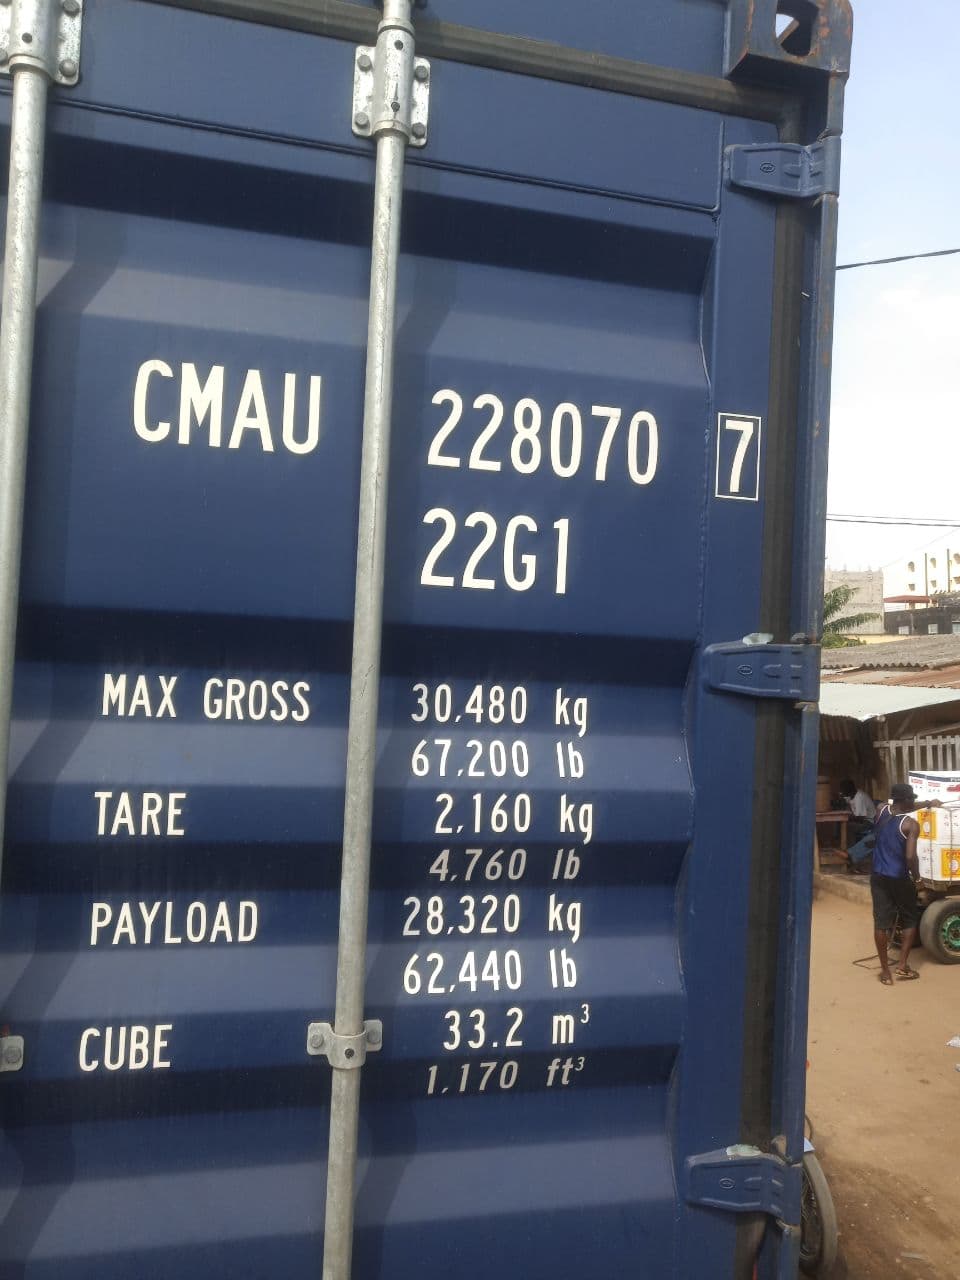 CMAU 228070 7
22G1
MAX GROSS 30,480 kg
67,200 lb
TARE 2,160 kg
4,760 lb
PAYLOAD 28,320 kg
62,440 lb
CUBE 33.2 m³
1,170 ft³